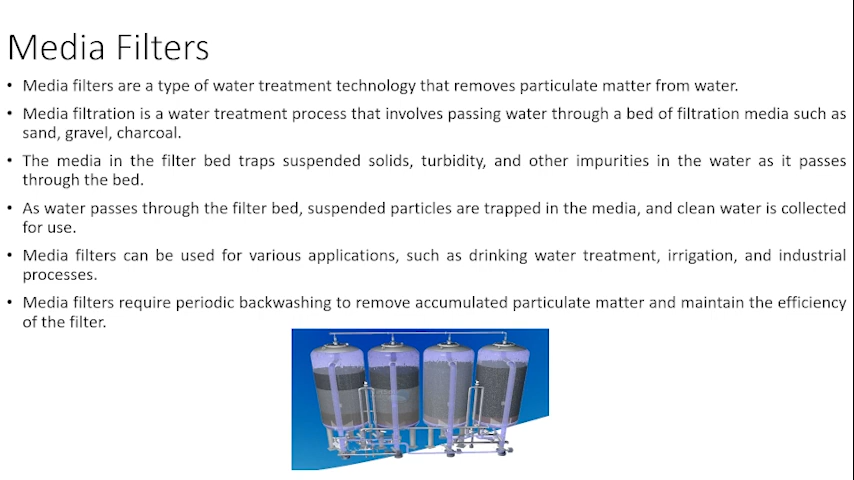 Media Filters
• Media filters are a type of water treatment technology that removes particulate matter from water.
• Media filtration is a water treatment process that involves passing water through a bed of filtration media such as
sand, gravel, charcoal.
• The media in the filter bed traps suspended solids, turbidity, and other impurities in the water as it passes
through the bed.
• As water passes through the filter bed, suspended particles are trapped in the media, and clean water is collected
for use.
• Media filters can be used for various applications, such as drinking water treatment, irrigation, and industrial
processes.
• Media filters require periodic backwashing to remove accumulated particulate matter and maintain the efficiency
of the filter.